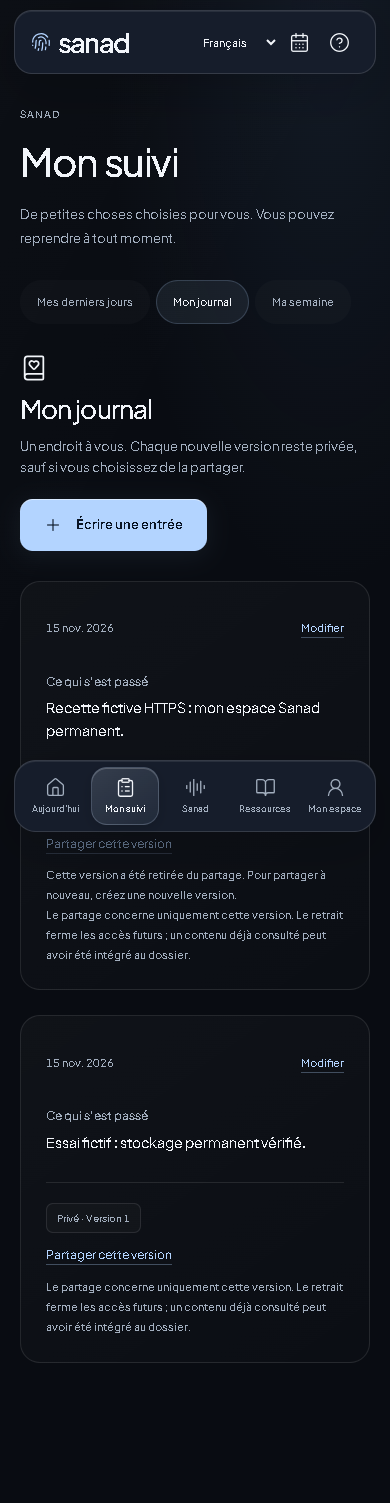 sanad
Français
SANAD
Mon suivi
De petites choses choisies pour vous. Vous pouvez
reprendre à tout moment.
Mes derniers jours
Mon journal
Ma semaine
Mon journal
Un endroit à vous. Chaque nouvelle version reste privée,
sauf si vous choisissez de la partager.
Écrire une entrée
15 nov. 2026
Modifier
Ce qui s'est passé
Recette fictive HTTPS : mon espace Sanad
permanent.
Aujourd'hui
Mon suivi
Sanad
Ressources
Mon espace
Partager cette version
Cette version a été retirée du partage. Pour partager à
nouveau, créez une nouvelle version.
Le partage concerne uniquement cette version. Le retrait
ferme les accès futurs ; un contenu déjà consulté peut
avoir été intégré au dossier.
15 nov. 2026
Modifier
Ce qui s'est passé
Essai fictif : stockage permanent vérifié.
Privé · Version 1
Partager cette version
Le partage concerne uniquement cette version. Le retrait
ferme les accès futurs ; un contenu déjà consulté peut
avoir été intégré au dossier.